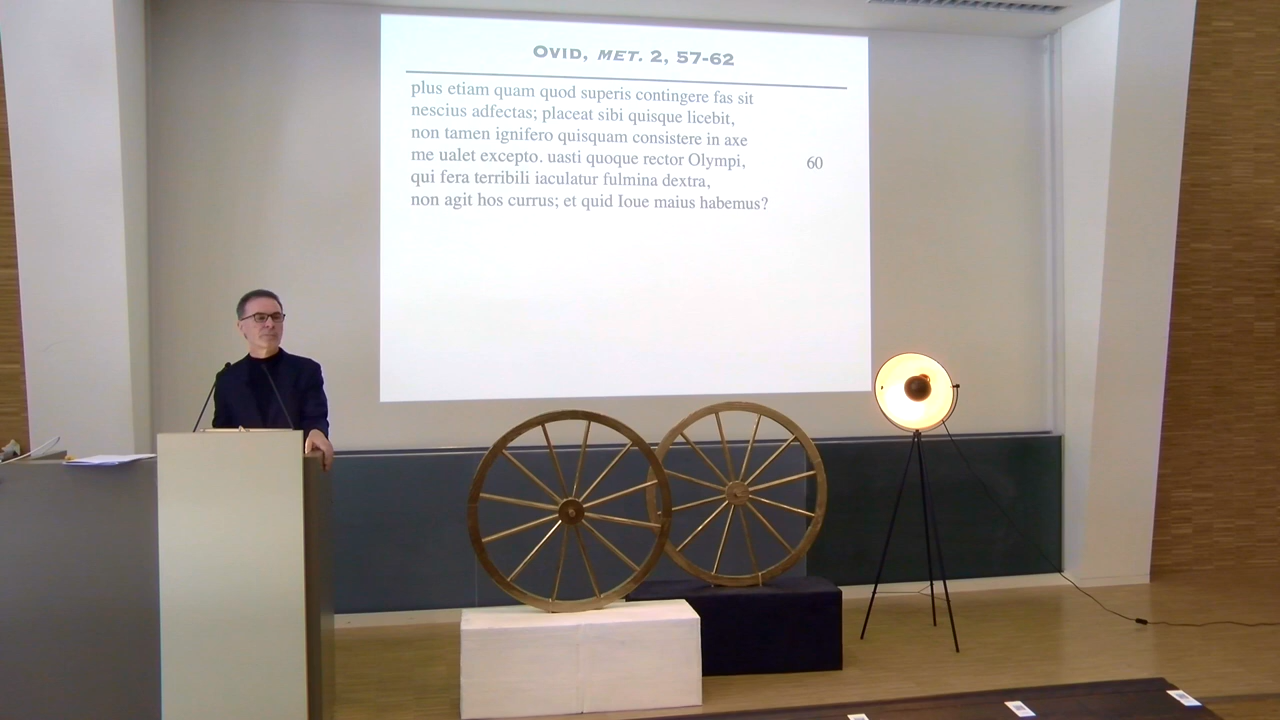 OVID, MET. 2, 57-62
plus etiam quam quod superis contingere fas sit
nescius adfectas; placeat sibi quisque licebit,
non tamen ignifero quisquam consistere in axe
me ualet excepto. uasti quoque rector Olympi, 60
qui fera terribili iaculatur fulmina dextra,
non agit hos currus; et quid Ioue maius habemus?